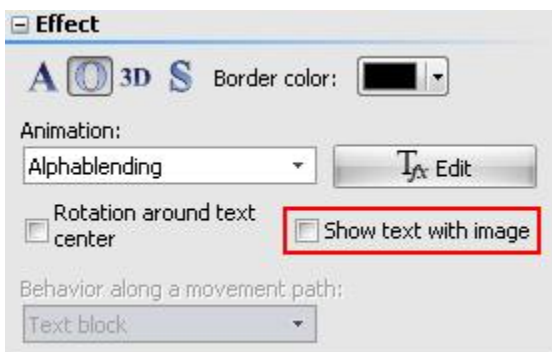 Effect
A O 3D S Border color:
Animation:
Alphablending Tfx Edit
Rotation around text
center
Show text with image
Behavior along a movement path:
Text block